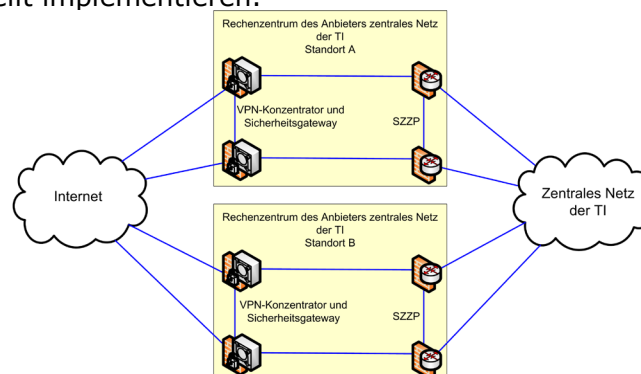 implementieren.
Rechenzentrum des Anbieters zentrales Netz
der TI
Standort A
VPN-Konzentrator und
Sicherheitsgateway
SZZP
Internet
Zentrales Netz
der TI
Rechenzentrum des Anbieters zentrales Netz
der TI
Standort B
VPN-Konzentrator und
Sicherheitsgateway
SZZP